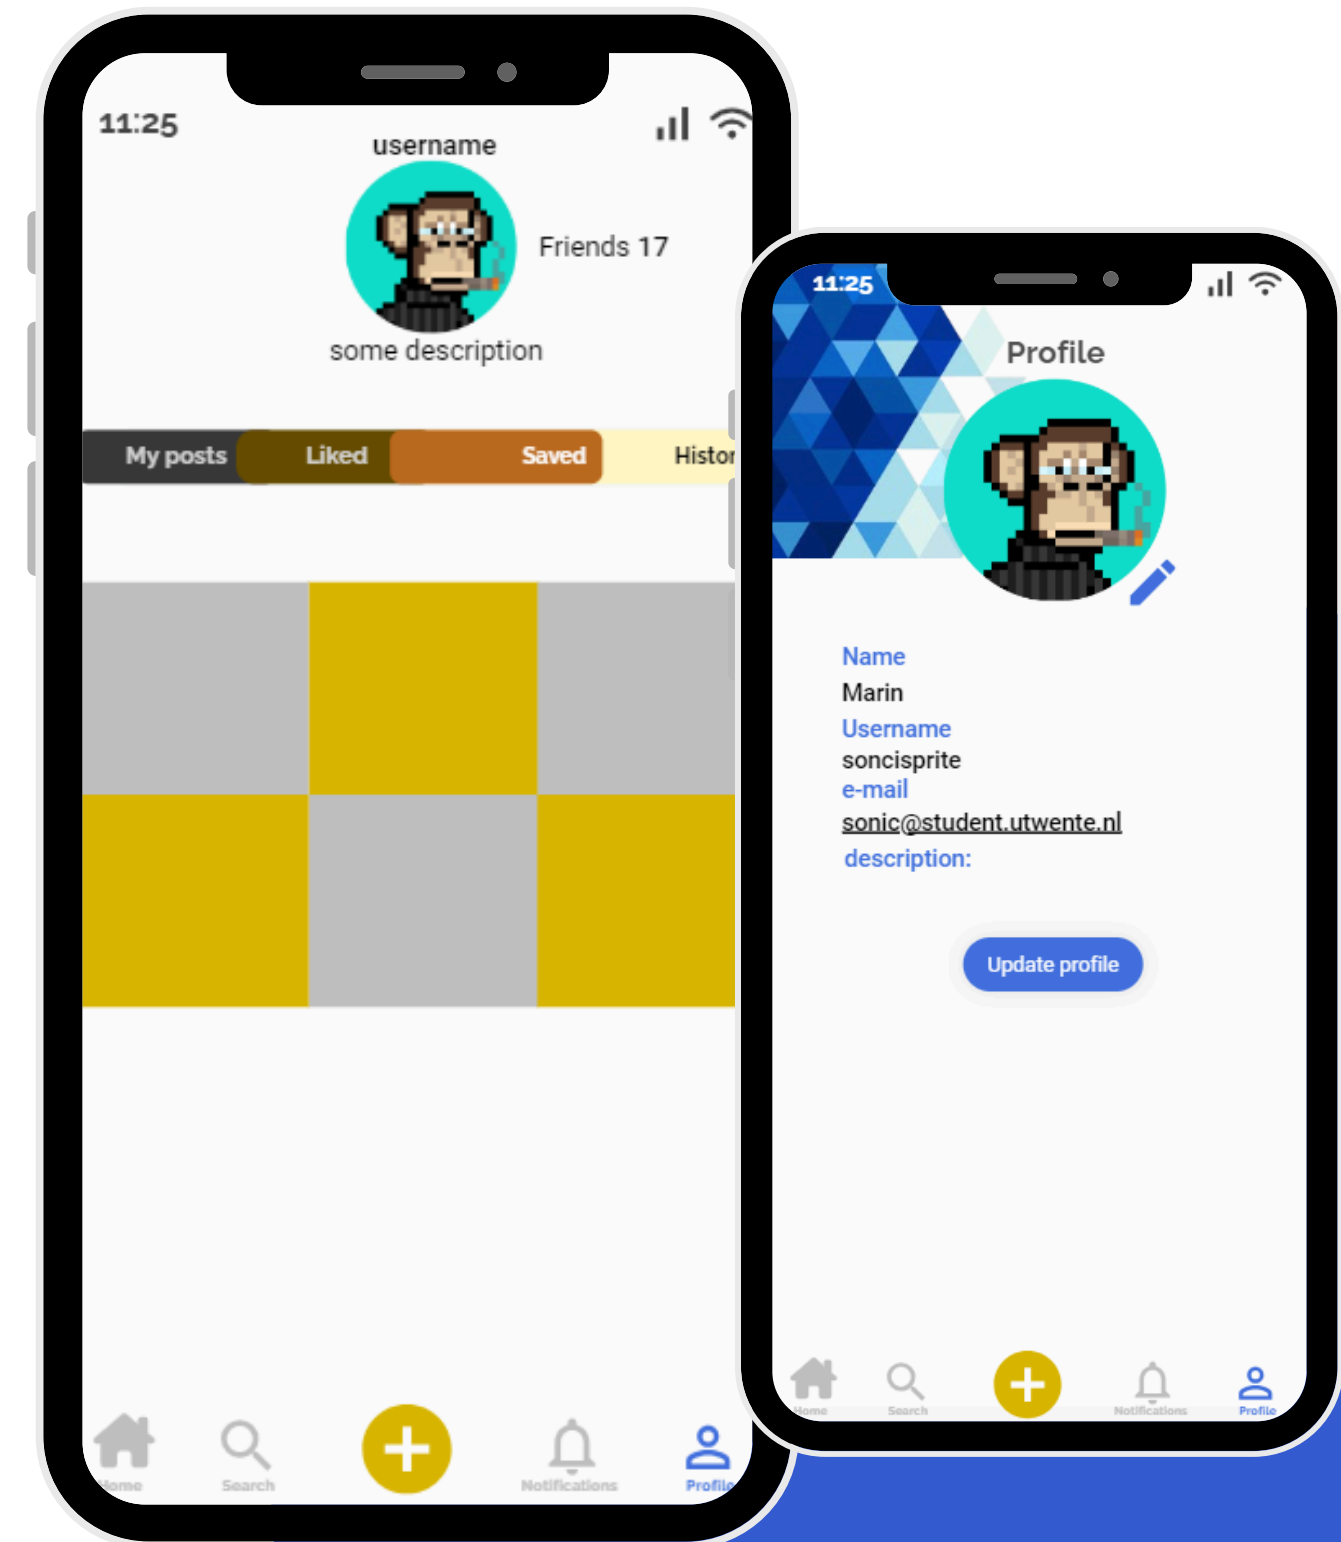 11:25
username
Friends 17
some description
My posts Liked Saved Histor
Home Search Notifications Profile
11:25
Profile
Name
Marin
Username
soncisprite
e-mail
sonic@student.utwente.nl
description:
Update profile
Home Search Notifications Profile